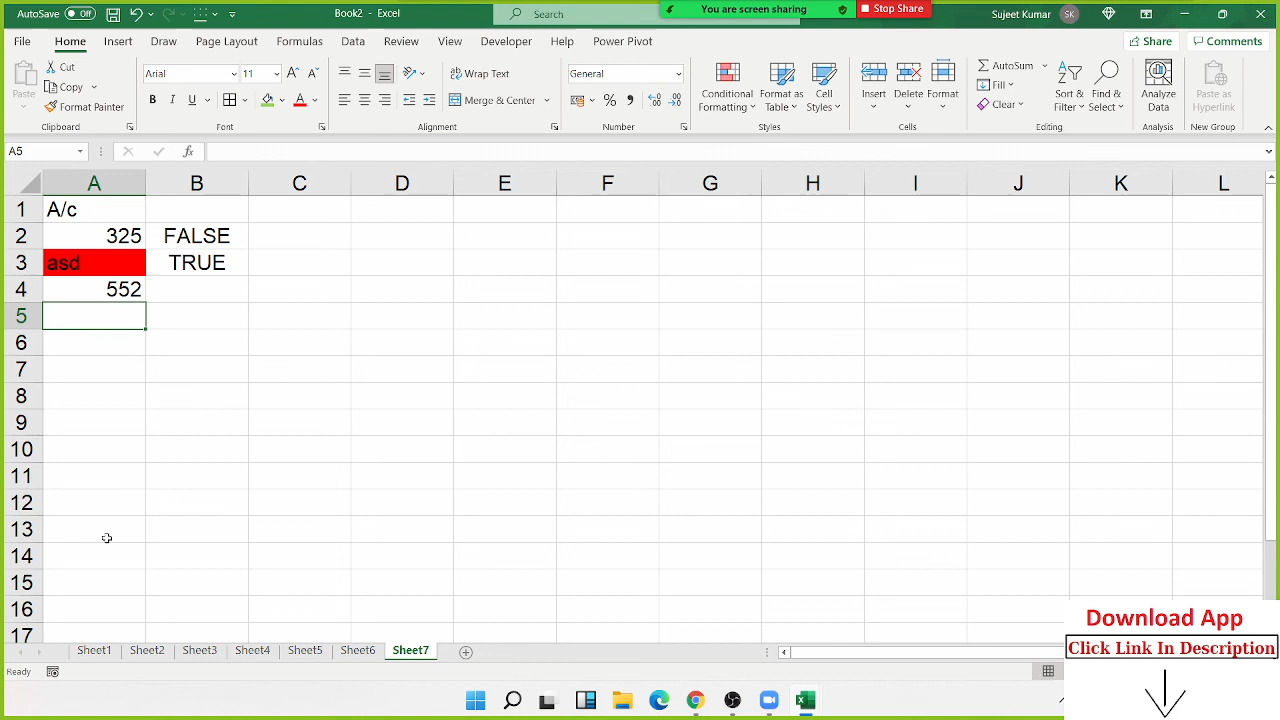 AutoSave Off Book2 - Excel Search You are screen sharing Stop Share Sujeet Kumar SK
File Home Insert Draw Page Layout Formulas Data Review View Developer Help Power Pivot Share Comments
Paste Cut Copy Format Painter Clipboard
Arial 11 B I U A Font
Wrap Text Merge & Center Alignment
General % Number
Conditional Formatting Format as Table Cell Styles Styles
Insert Delete Format Cells
AutoSum Fill Clear Sort & Filter Find & Select Editing
Analyze Data Analysis
Paste as Hyperlink New Group
A5 fx
A B C D E F G H I J K L
1 A/c
2 325 FALSE
3 asd TRUE
4 552
5
6
7
8
9
10
11
12
13
14
15
16
17
Sheet1 Sheet2 Sheet3 Sheet4 Sheet5 Sheet6 Sheet7
Ready
Download App
Click Link In Description